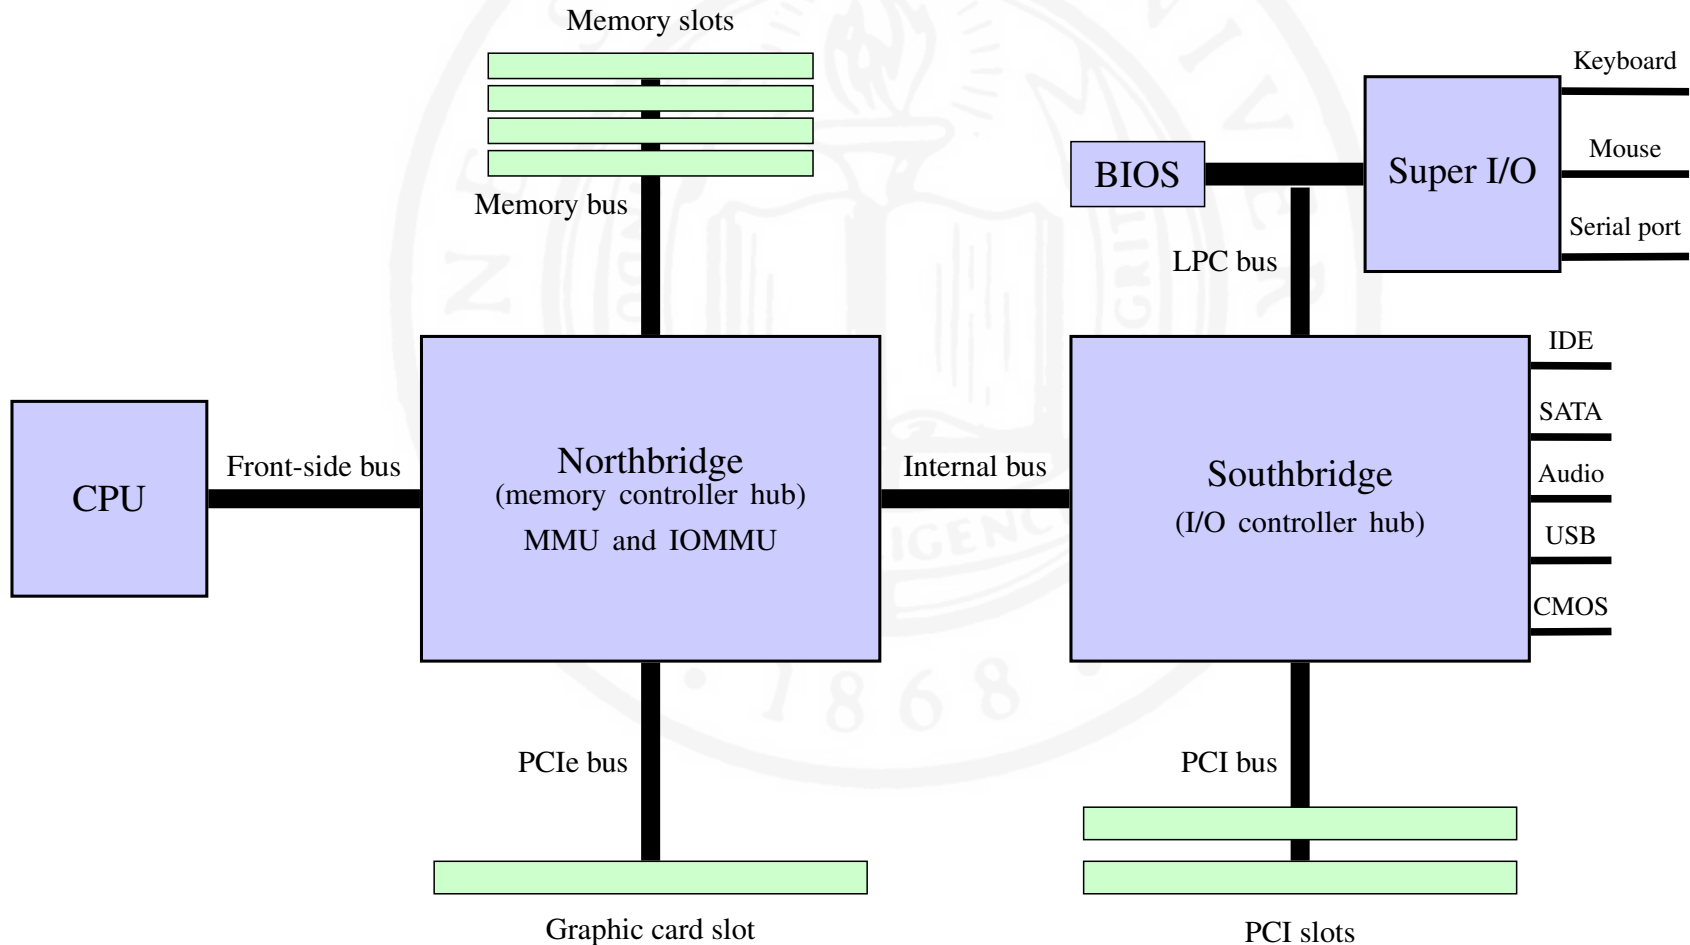 Memory slots
Keyboard
Mouse
BIOS
Super I/O
Memory bus
Serial port
LPC bus
IDE
SATA
Northbridge
(memory controller hub)
MMU and IOMMU
Front-side bus
Internal bus
Southbridge
(I/O controller hub)
Audio
CPU
USB
CMOS
1868
PCIe bus
PCI bus
Graphic card slot
PCI slots